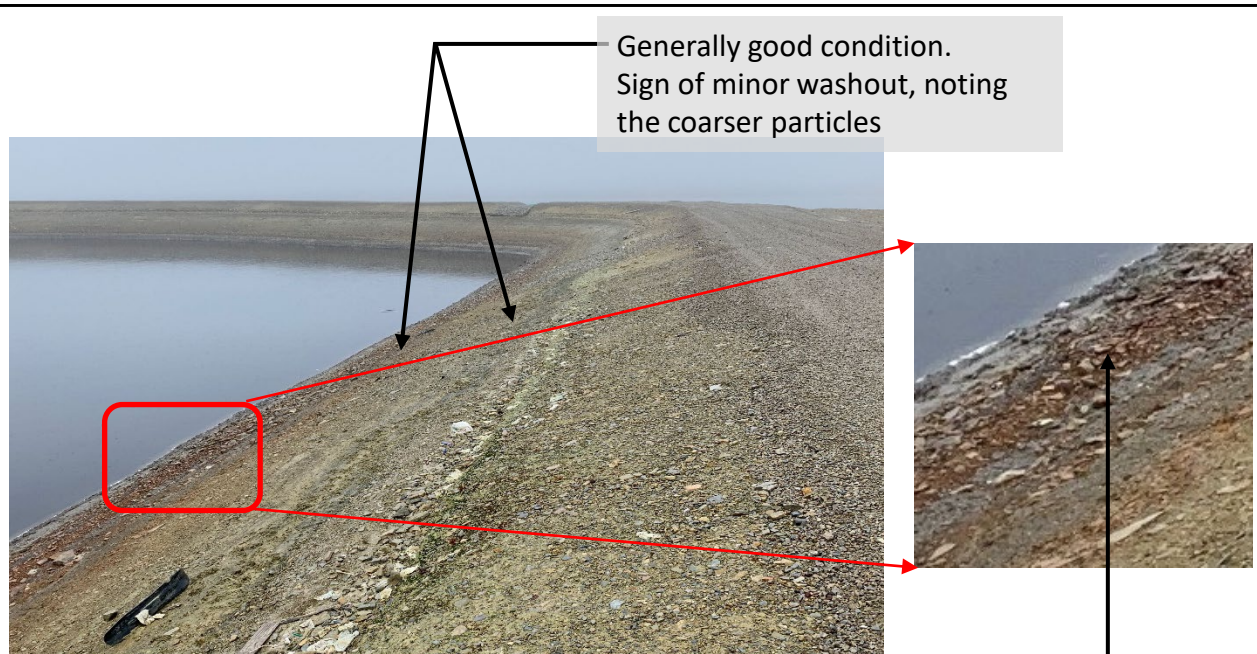 Generally good condition.
Sign of minor washout, noting
the coarser particles